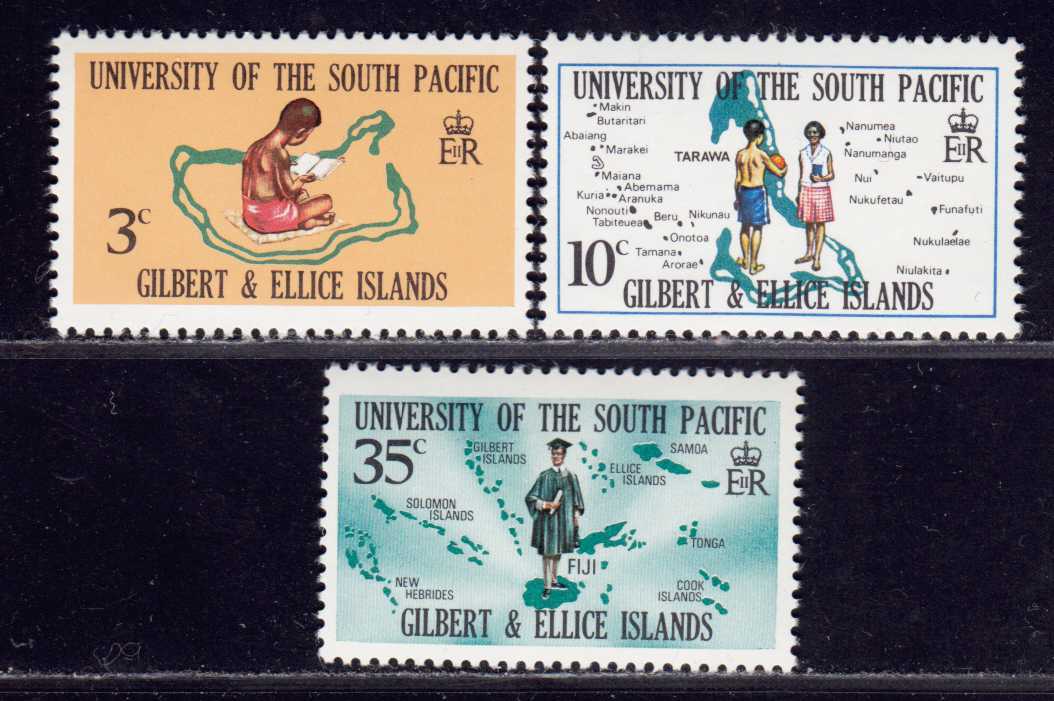 UNIVERSITY OF THE SOUTH PACIFIC
EIIR
3c
GILBERT & ELLICE ISLANDS
UNIVERSITY OF THE SOUTH PACIFIC
Makin
Butaritari
Abaiang
Marakei
TARAWA
Maiana
Abemama
Kuria
Aranuka
Nonouti
Tabiteuea
Beru
Nikunau
Onotoa
Tamana
Arorae
Nanumea
Niutao
Nanumanga
EIIR
Nui
Vaitupu
Nukufetau
Funafuti
Nukulaelae
Niulakita
10c
GILBERT & ELLICE ISLANDS
UNIVERSITY OF THE SOUTH PACIFIC
35c
GILBERT
ISLANDS
SAMOA
ELLICE
ISLANDS
EIIR
SOLOMON
ISLANDS
TONGA
FIJI
NEW
HEBRIDES
COOK
ISLANDS
GILBERT & ELLICE ISLANDS